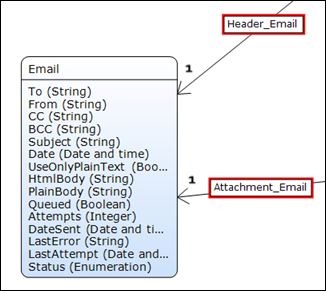 Header_Email
1
Email
To (String)
From (String)
CC (String)
BCC (String)
Subject (String)
Date (Date and time)
UseOnlyPlainText (Boo...
HtmlBody (String)
PlainBody (String)
Queued (Boolean)
Attempts (Integer)
DateSent (Date and ti...
LastError (String)
LastAttempt (Date and...
Status (Enumeration)
1
Attachment_Email